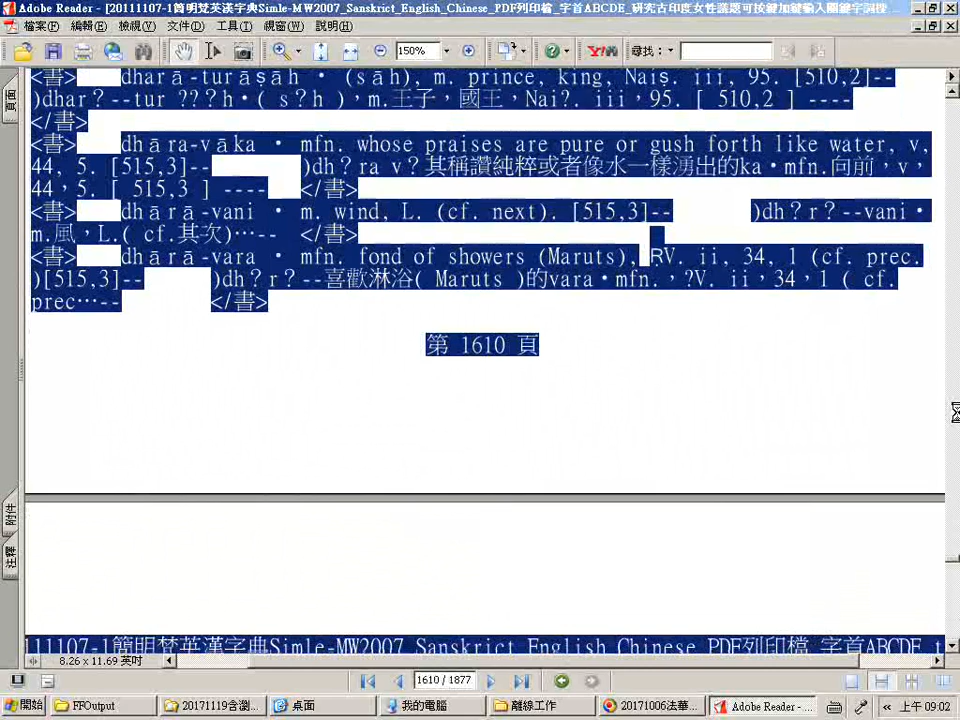 Adobe Reader - [20111107-1簡明梵英漢字典Simle-MW2007_Sanskrict_English_Chinese_PDF列印檔_字首ABCDE_研究古印度女性議題可按鍵加鍵輸入關鍵字詞搜
檔案(F) 編輯(E) 檢視(V) 文件(D) 工具(T) 視窗(W) 說明(H)
150% 尋找:
頁面
<書> dharā-turāṣāh · (sāh), m. prince, king, Naiṣ. iii, 95. [510,2]--
)dhar？--tur ???h·( s？h ), m.王子，國王，Nai?. iii，95. [ 510,2 ] ----
</書>
<書> dhāra-vāka · mfn. whose praises are pure or gush forth like water, v,
44, 5. [515,3]-- )dh？ra v？其稱讚純粹或者像水一樣湧出的ka·mfn.向前，v，
44，5. [ 515,3 ] ---- </書>
<書> dhārā-vani · m. wind, L. (cf. next). [515,3]-- )dh？r？--vani·
m.風，L.( cf.其次)…-- </書>
<書> dhārā-vara · mfn. fond of showers (Maruts), RV. ii, 34, 1 (cf. prec.
)[515,3]-- )dh？r？--喜歡淋浴( Maruts )的vara·mfn.，?V. ii，34，1 ( cf.
prec…-- </書>
第 1610 頁
附件
注釋
111107-1簡明梵英漢字典Simle-MW2007_Sanskrict_English_Chinese_PDF列印檔_字首ABCDE_t
8.26 x 11.69 英吋
1610 / 1877
開始 FFOutput 20171119含瀏... 桌面 我的電腦 離線工作 20171006法華... Adobe Reader - ... 上午 09:02